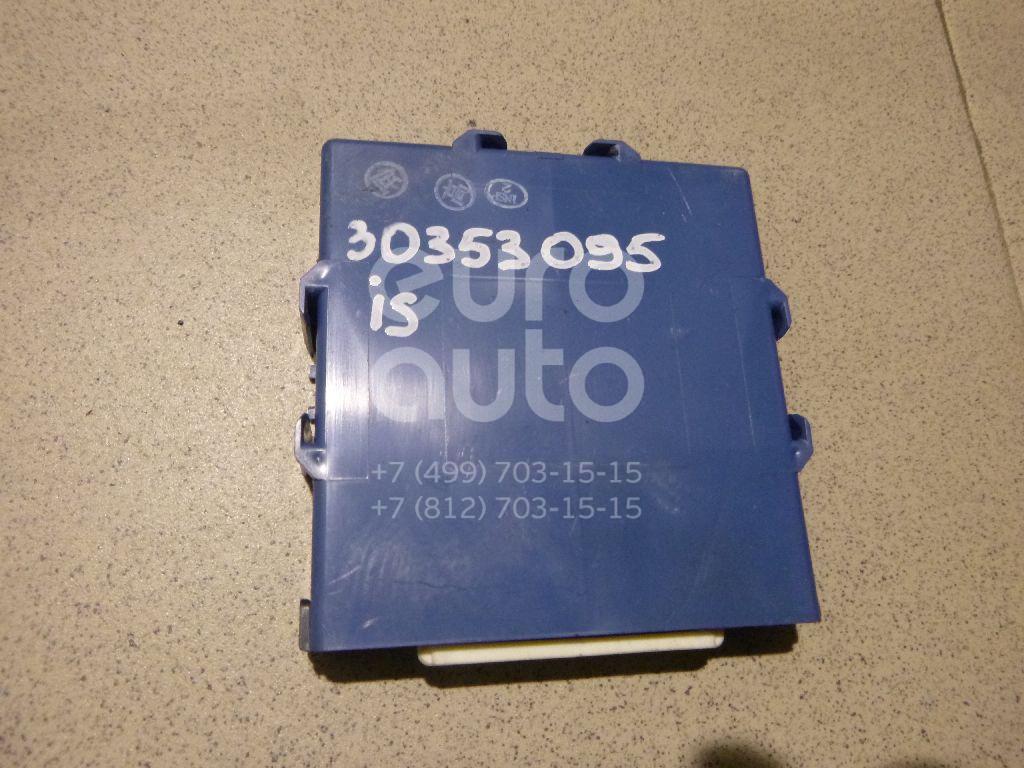 30353095
is
euro
auto
+7 (499) 703-15-15
+7 (812) 703-15-15